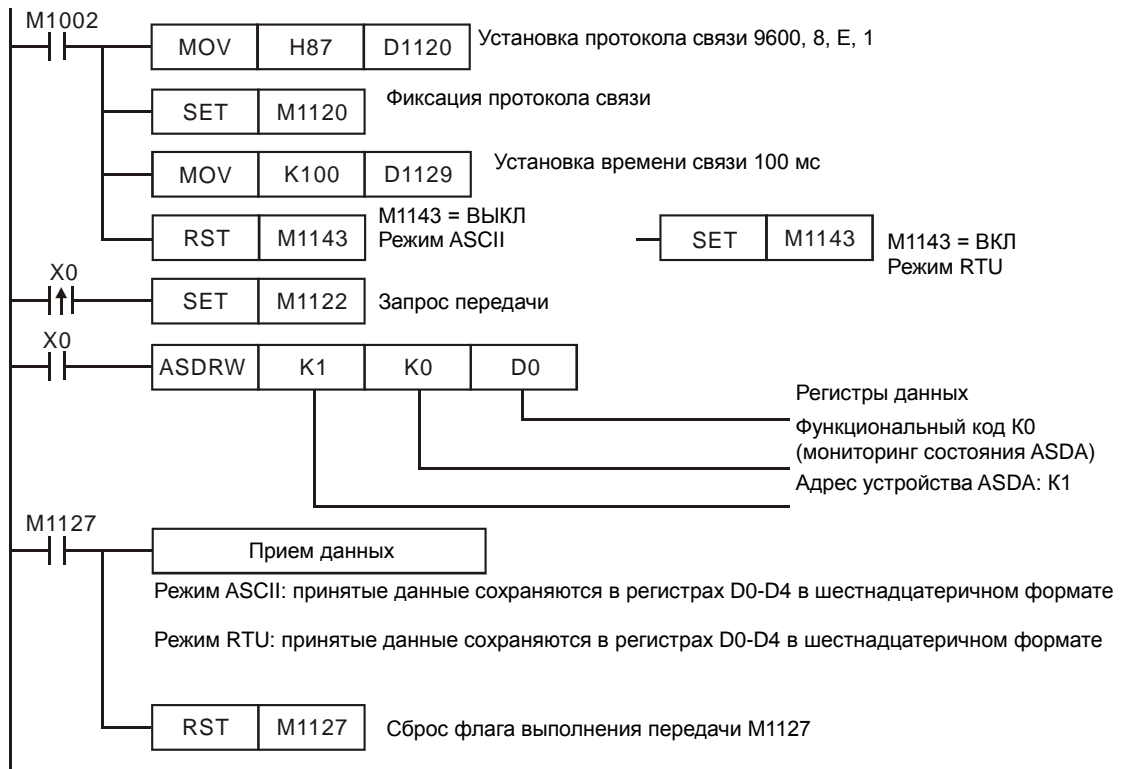 M1002
MOV H87 D1120 Установка протокола связи 9600, 8, E, 1
SET M1120 Фиксация протокола связи
MOV K100 D1129 Установка времени связи 100 мс
RST M1143 M1143 = ВЫКЛ
Режим ASCII
SET M1143 M1143 = ВКЛ
Режим RTU
X0
SET M1122 Запрос передачи
X0
ASDRW K1 K0 D0
Регистры данных
Функциональный код К0
(мониторинг состояния ASDA)
Адрес устройства ASDA: К1
M1127
Прием данных
Режим ASCII: принятые данные сохраняются в регистрах D0-D4 в шестнадцатеричном формате
Режим RTU: принятые данные сохраняются в регистрах D0-D4 в шестнадцатеричном формате
RST M1127 Сброс флага выполнения передачи M1127